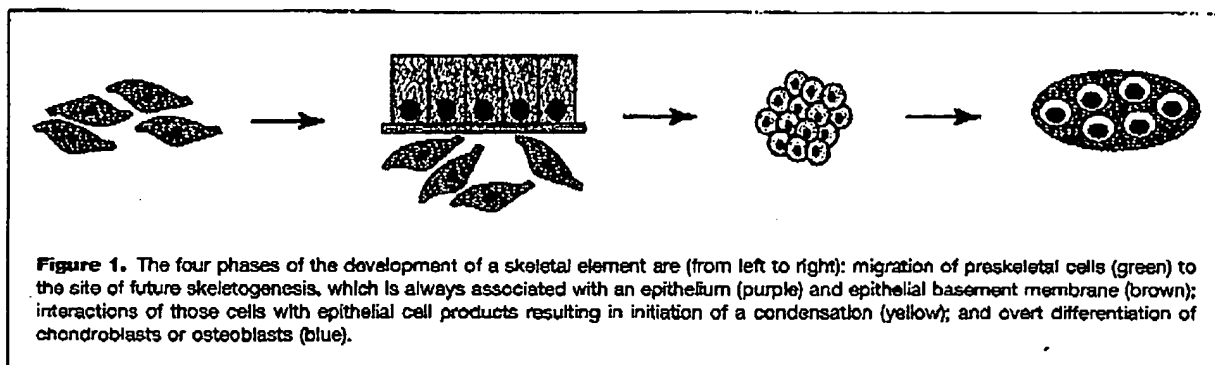 Figure 1. The four phases of the development of a skeletal element are (from left to right): migration of preskeletal cells (green) to
the site of future skeletogenesis, which is always associated with an epithelium (purple) and epithelial basement membrane (brown);
interactions of those cells with epithelial cell products resulting in initiation of a condensation (yellow); and overt differentiation of
chondroblasts or osteoblasts (blue).